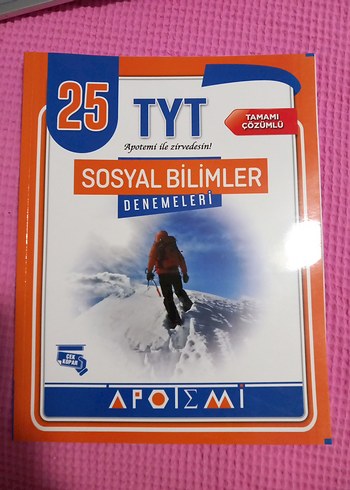 25
TYT
Apotemi ile zirvedesin!
TAMAMI
ÇÖZÜMLÜ
SOSYAL BİLİMLER
DENEMELERİ
ÇEK
KOPAR
APOTEMİ